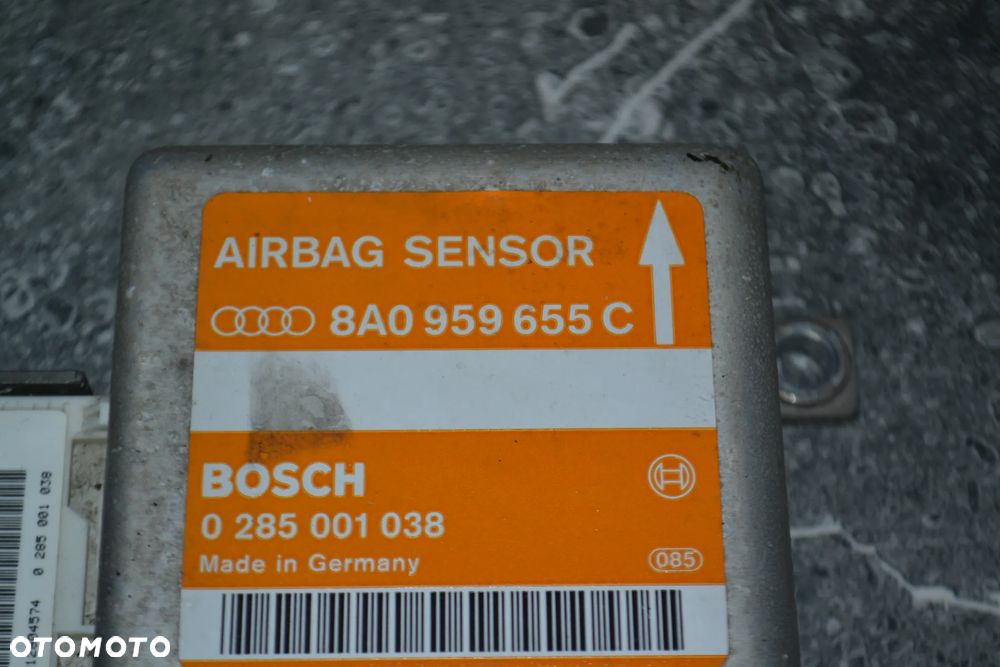 AIRBAG SENSOR
8A0 959 655 C
BOSCH
0 285 001 038
Made in Germany
085
0 285 001 038
OTOMOTO